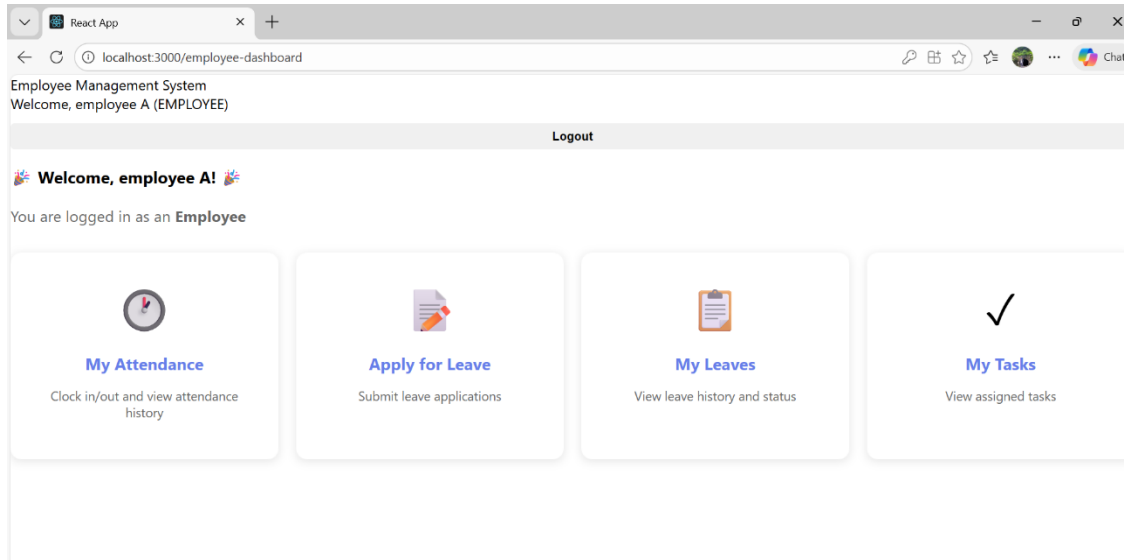 React App
localhost:3000/employee-dashboard
Chat
Employee Management System
Welcome, employee A (EMPLOYEE)
Logout
Welcome, employee A!
You are logged in as an Employee
My Attendance
Clock in/out and view attendance
history
Apply for Leave
Submit leave applications
My Leaves
View leave history and status
My Tasks
View assigned tasks